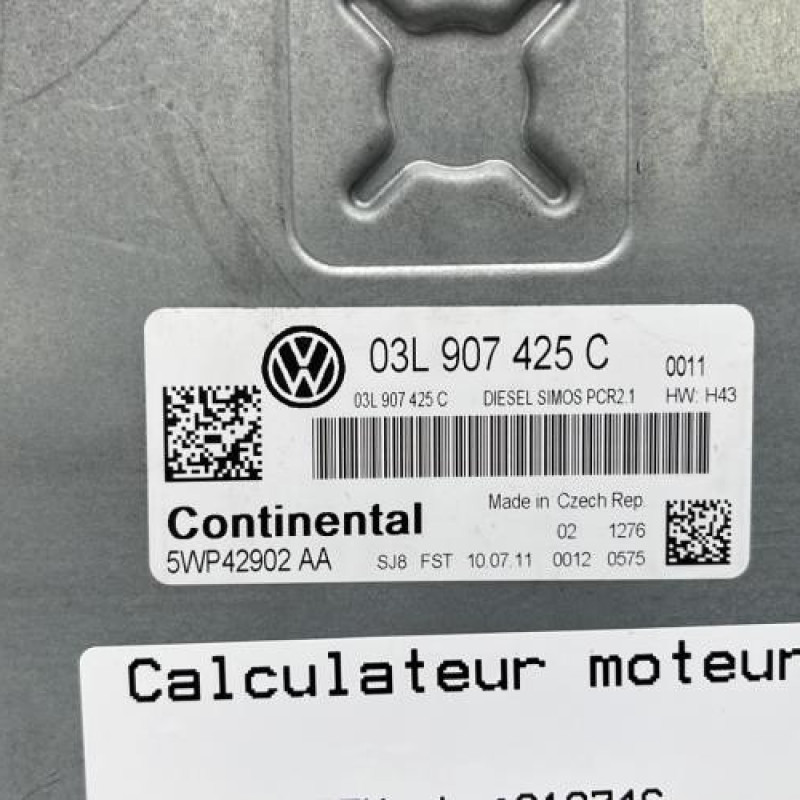 03L 907 425 C 0011
03L 907 425 C DIESEL SIMOS PCR2.1 HW: H43
Made in Czech Rep.
Continental 02 1276
5WP42902 AA SJ8 FST 10.07.11 0012 0575
Calculateur moteur